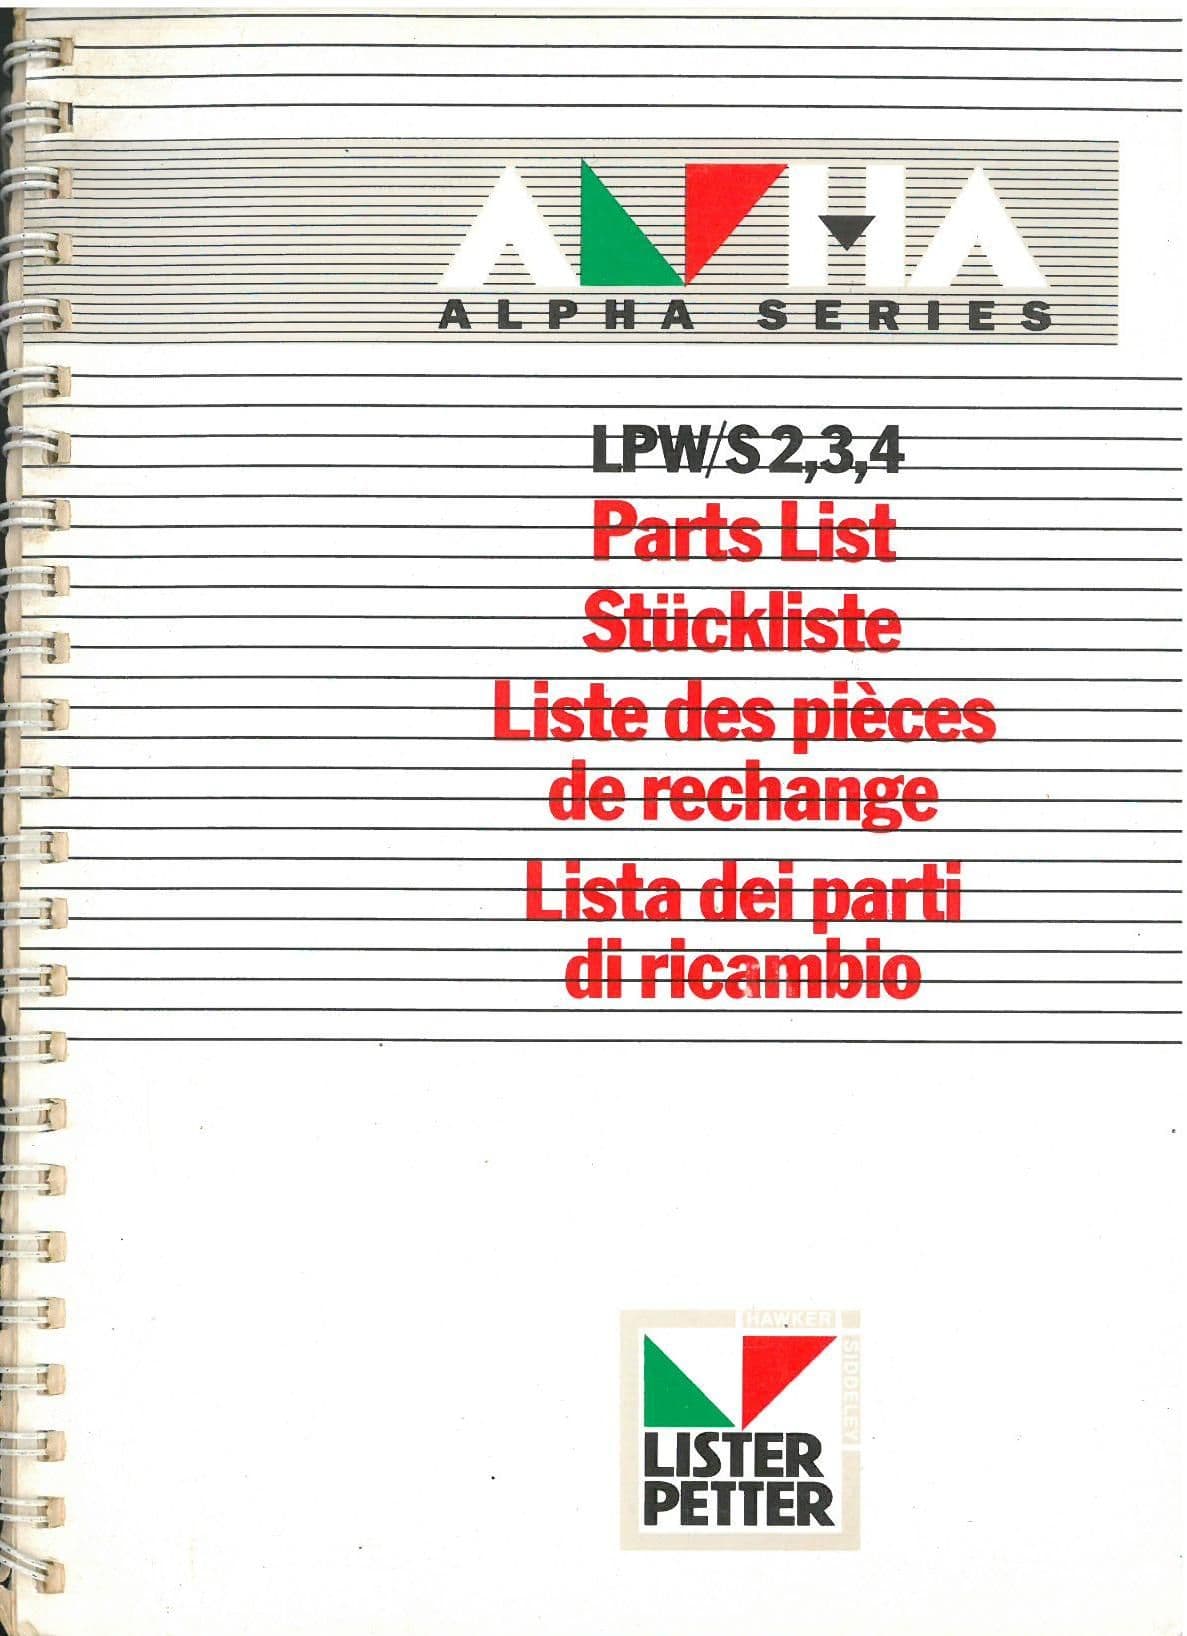 ALPHA
ALPHA SERIES
LPW/S 2,3,4
Parts List
Stückliste
Liste des pièces
de rechange
Lista dei parti
di ricambio
HAWKER
SIDDELEY
LISTER
PETTER